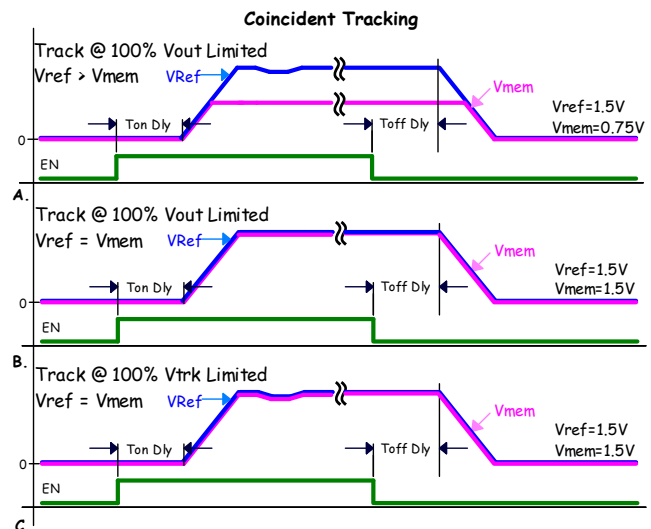 Coincident Tracking
Track @ 100% Vout Limited
Vref > Vmem
VRef
Vmem
Vref=1.5V
Vmem=0.75V
Ton Dly
Toff Dly
0
EN
A.
Track @ 100% Vout Limited
Vref = Vmem
VRef
Vmem
Vref=1.5V
Vmem=1.5V
Ton Dly
Toff Dly
0
EN
B.
Track @ 100% Vtrk Limited
Vref = Vmem
VRef
Vmem
Vref=1.5V
Vmem=1.5V
Ton Dly
Toff Dly
0
EN
C